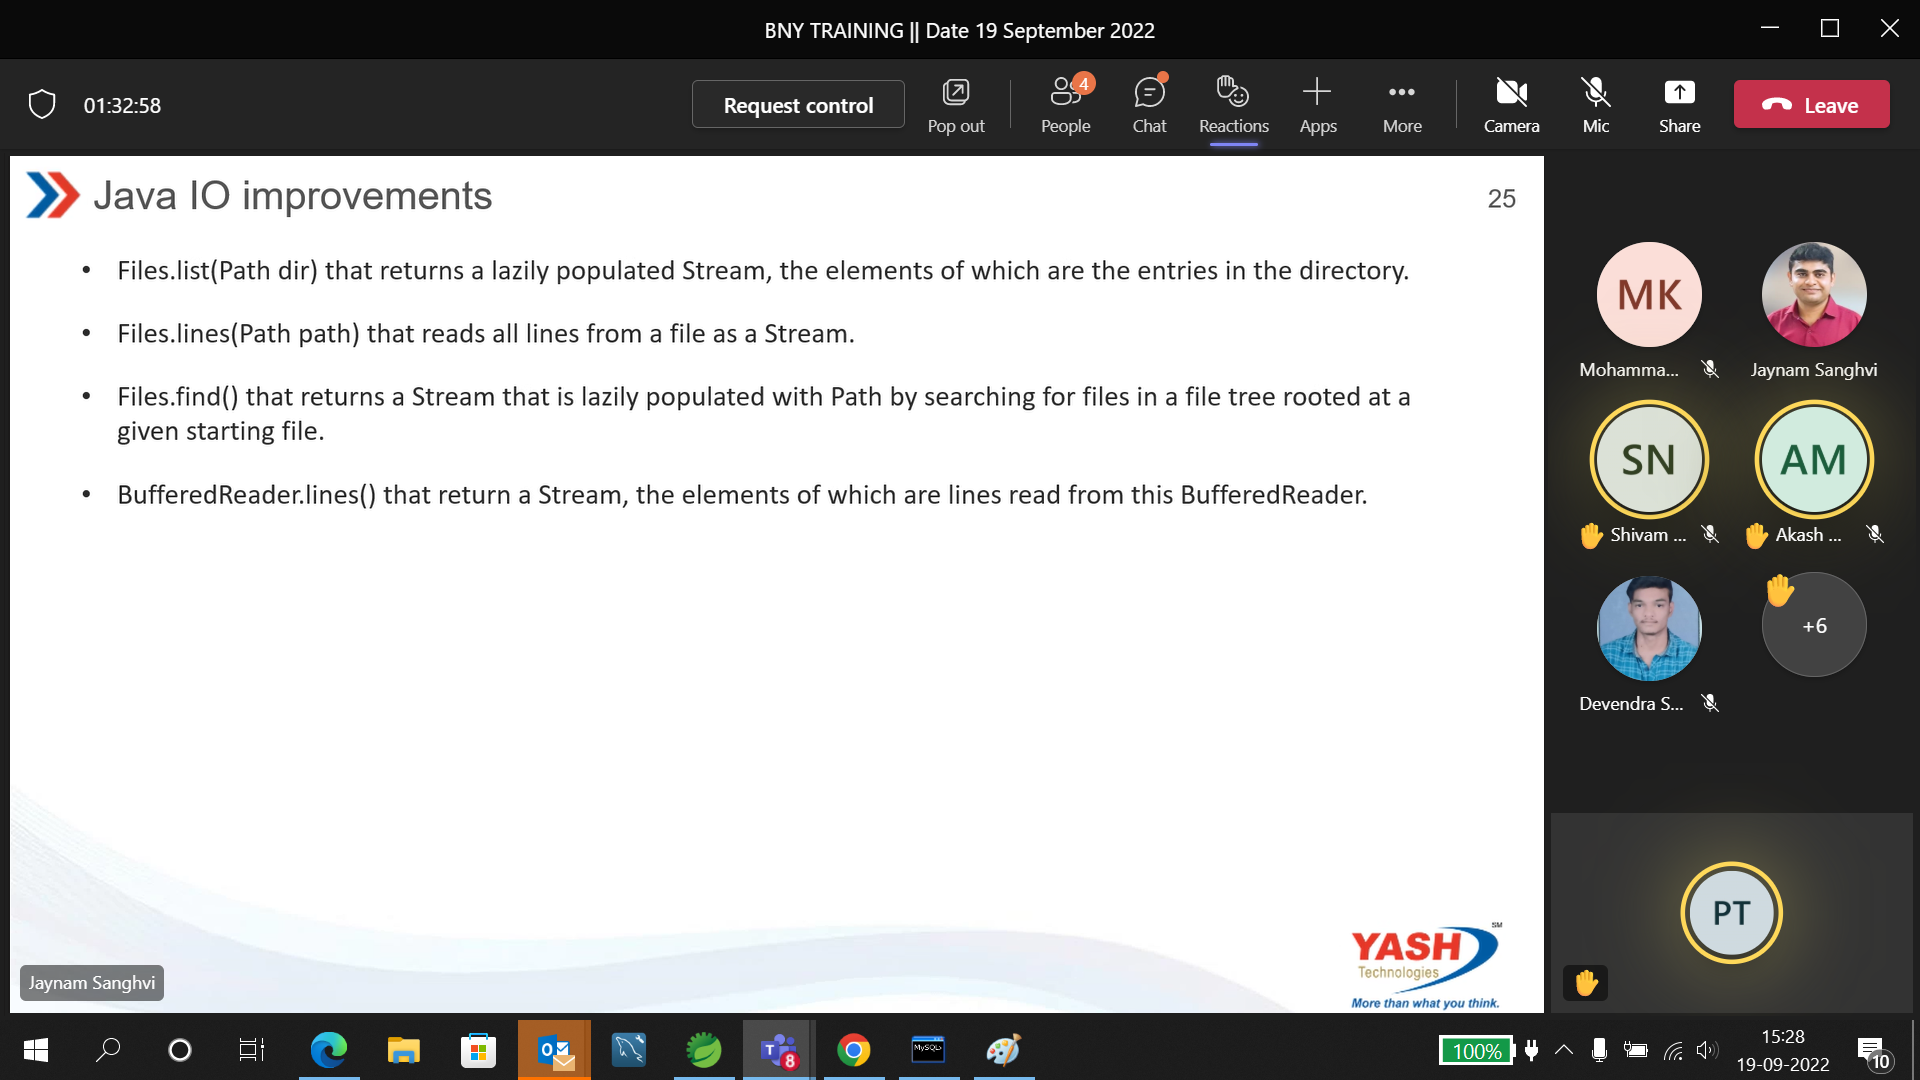 BNY TRAINING || Date 19 September 2022
01:32:58
Request control
Pop out
People
4
Chat
Reactions
Apps
More
Camera
Mic
Share
Leave
Java IO improvements
25
• Files.list(Path dir) that returns a lazily populated Stream, the elements of which are the entries in the directory.
• Files.lines(Path path) that reads all lines from a file as a Stream.
• Files.find() that returns a Stream that is lazily populated with Path by searching for files in a file tree rooted at a
given starting file.
• BufferedReader.lines() that return a Stream, the elements of which are lines read from this BufferedReader.
YASH
SM
Technologies
More than what you think.
Jaynam Sanghvi
MK
Mohamma...
Jaynam Sanghvi
SN
Shivam ...
AM
Akash ...
Devendra S...
+6
PT
MySQL
8
100%
15:28
19-09-2022
10